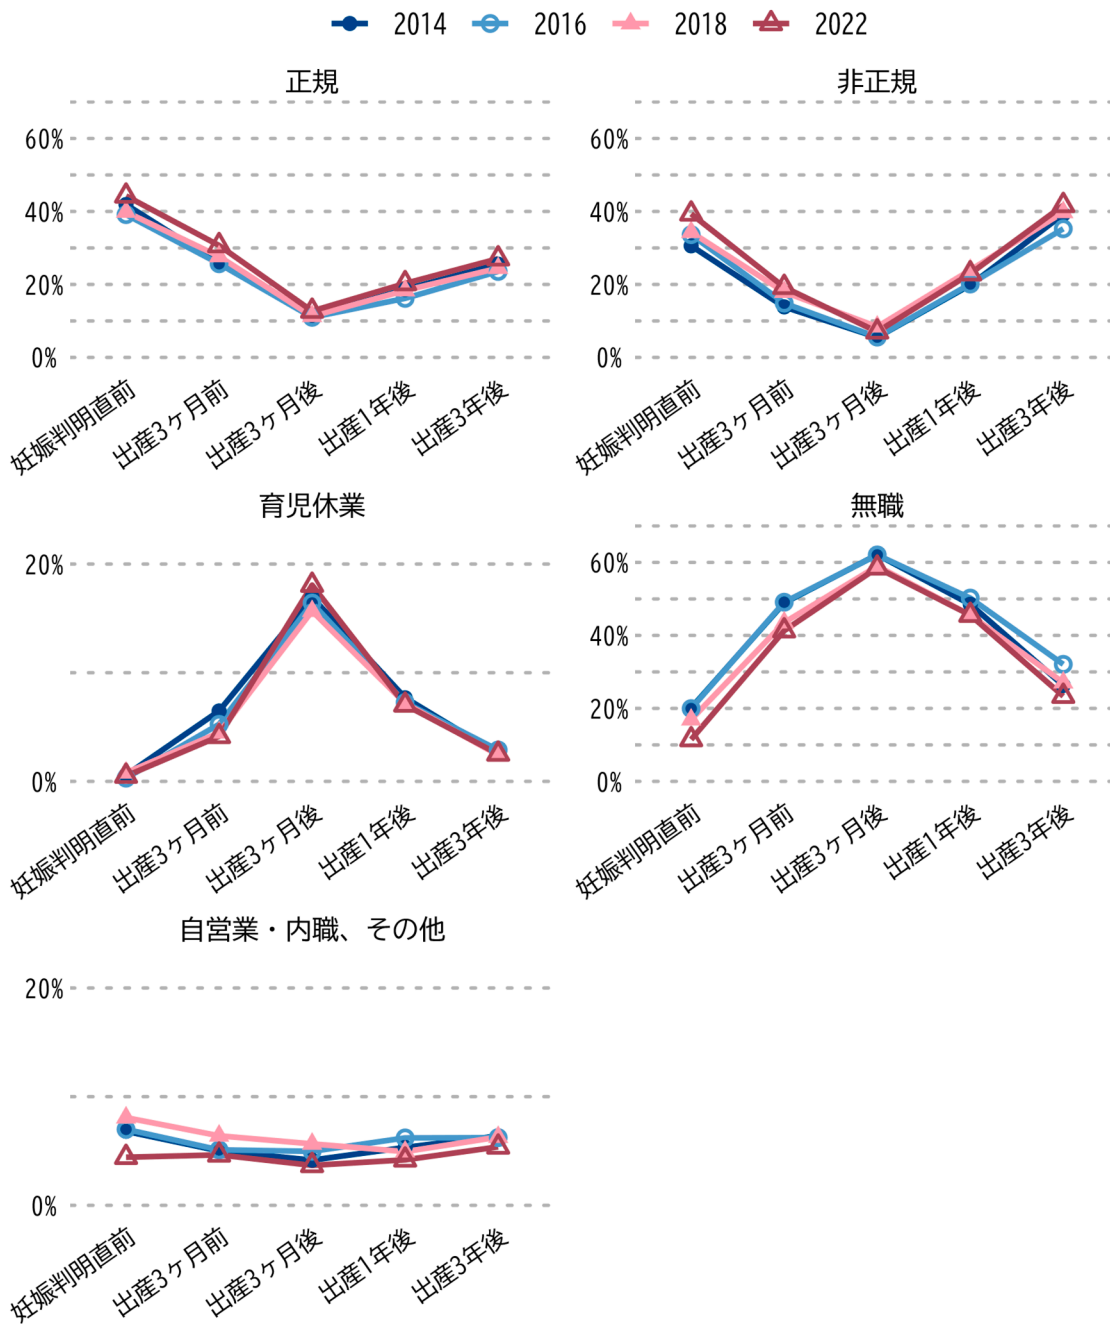 2014 2016 2018 2022
正規
60%
40%
20%
0%
妊娠判明直前
出産3ヶ月前
出産3ヶ月後
出産1年後
出産3年後
非正規
60%
40%
20%
0%
妊娠判明直前
出産3ヶ月前
出産3ヶ月後
出産1年後
出産3年後
育児休業
20%
0%
妊娠判明直前
出産3ヶ月前
出産3ヶ月後
出産1年後
出産3年後
無職
60%
40%
20%
0%
妊娠判明直前
出産3ヶ月前
出産3ヶ月後
出産1年後
出産3年後
自営業・内職、その他
20%
0%
妊娠判明直前
出産3ヶ月前
出産3ヶ月後
出産1年後
出産3年後